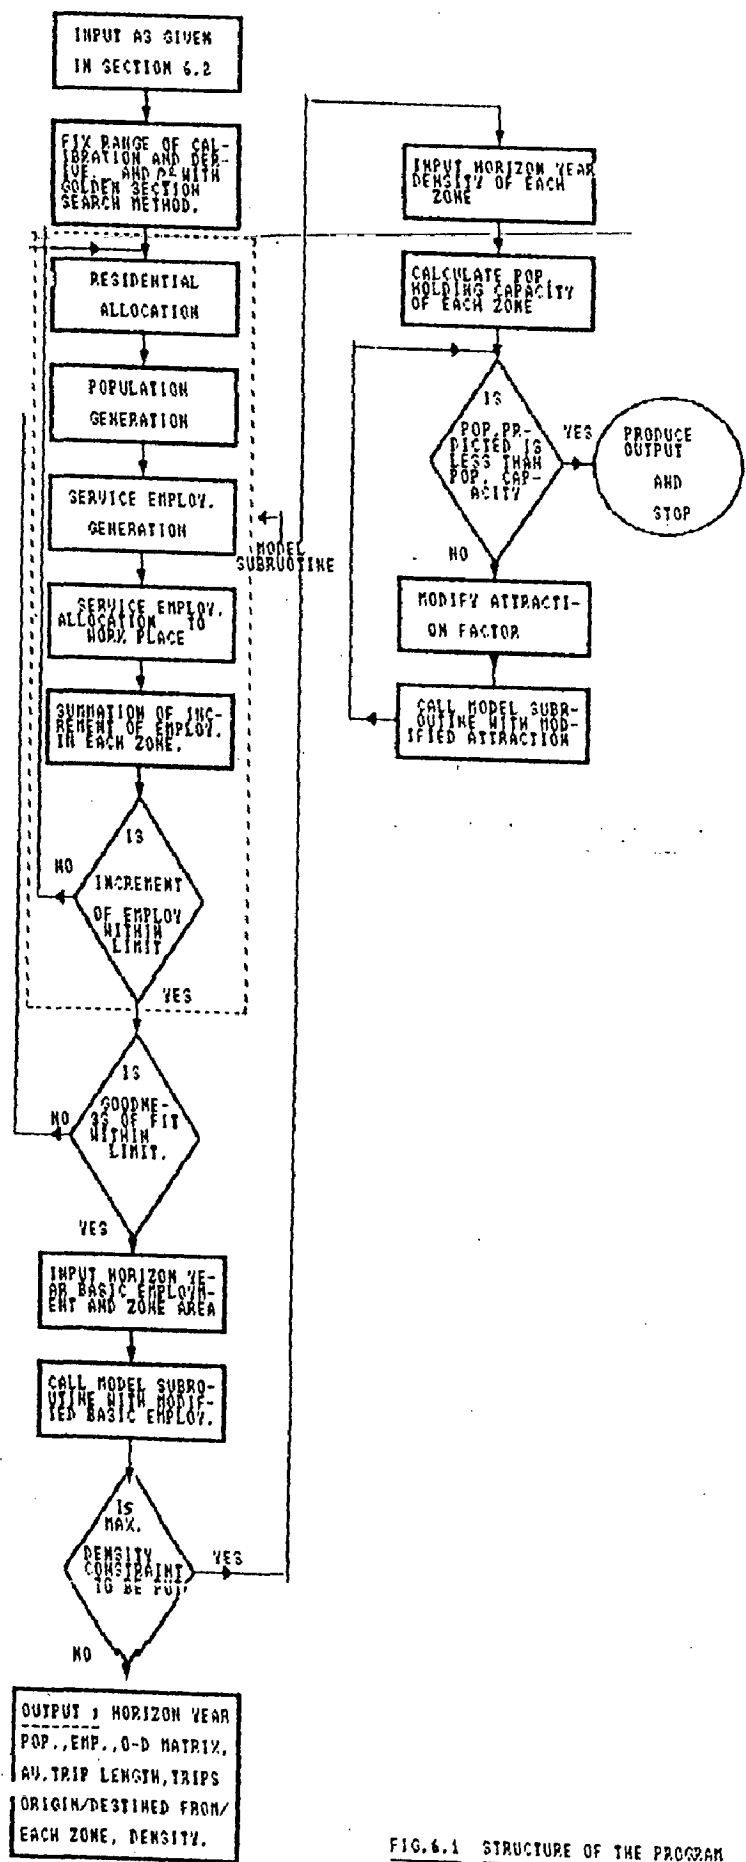 INPUT AS GIVEN
IN SECTION 6.2
FIX RANGE OF CAL-
IBRATION AND DER-
IVE AND WITH
GOLDEN SECTION
SEARCH METHOD.
RESIDENTIAL
ALLOCATION
POPULATION
GENERATION
SERVICE EMPLOY.
GENERATION
MODEL
SUBRUOTINE
SERVICE EMPLOY.
ALLOCATION TO
WORK PLACE
SUMMATION OF INC-
REMENT OF EMPLOY.
IN EACH ZONE.
IS
INCREMENT
OF EMPLOY
WITHIN
LIMIT
NO
YES
IS
GOODNE-
SS OF FIT
WITHIN
LIMIT.
NO
YES
INPUT HORIZON YE-
AR BASIC EMPLOYM-
ENT AND ZONE AREA
CALL MODEL SUBRO-
UTINE WITH MODIF-
IED BASIC EMPLOY.
IS
MAX.
DENSITY
CONSTRAINT
TO BE PUT
YES
NO
OUTPUT : HORIZON YEAR
POP.,EMP.,O-D MATRIX,
AV.TRIP LENGTH,TRIPS
ORIGIN/DESTINED FROM/
EACH ZONE, DENSITY.
INPUT HORIZON YEAR
DENSITY OF EACH
ZONE
CALCULATE POP.
HOLDING CAPACITY
OF EACH ZONE
IS
POP.PR-
DICTED IS
LESS THAN
POP. CAP-
ACITY
YES
PRODUCE
OUTPUT
AND
STOP
NO
MODIFY ATTRACTI-
ON FACTOR
CALL MODEL SUBR-
OUTINE WITH MOD-
IFIED ATTRACTION
FIG.6.1 STRUCTURE OF THE PROGRAM